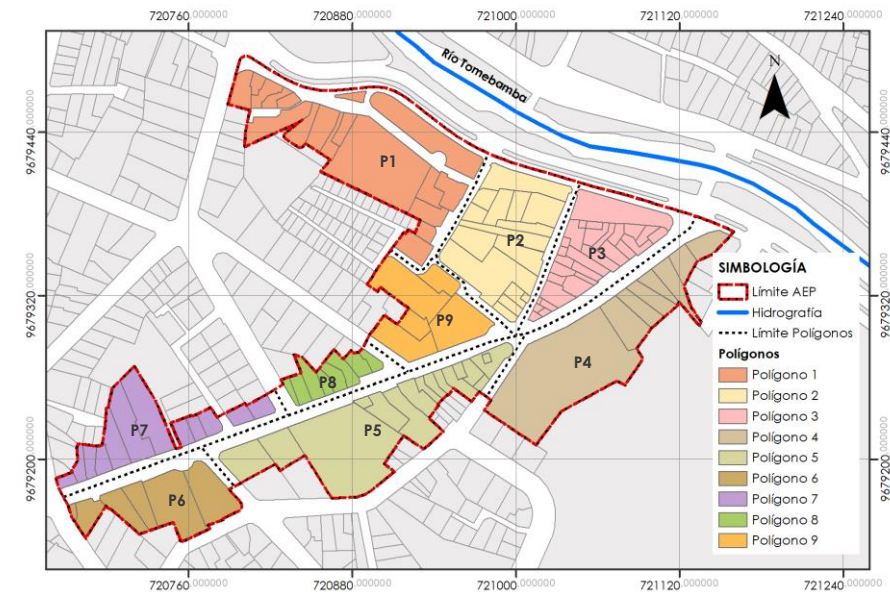 720760.000000 720880.000000 721000.000000 721120.000000 721240.000000
Río Tomebamba
N
9679440.000000
9679440.000000
P1
P2
P3
9679320.000000
9679320.000000
SIMBOLOGÍA
Límite AEP
Hidrografía
Límite Polígonos
Polígonos
Polígono 1
Polígono 2
Polígono 3
Polígono 4
Polígono 5
Polígono 6
Polígono 7
Polígono 8
Polígono 9
P9
P4
P8
P7
P5
9679200.000000
9679200.000000
P6
720760.000000 720880.000000 721000.000000 721120.000000 721240.000000